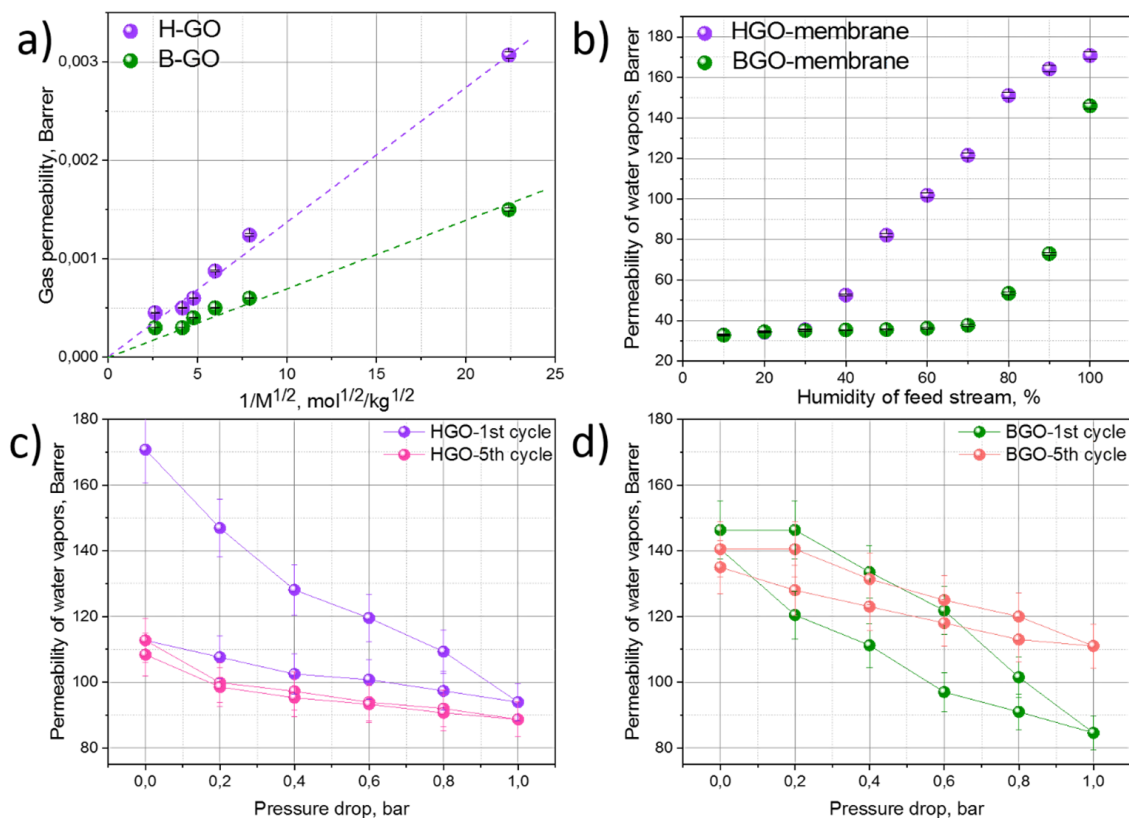 a)
H-GO
B-GO
0,003
0,002
0,001
0,000
Gas permeability, Barrer
0
5
10
15
20
25
1/M1/2, mol1/2/kg1/2
b)
HGO-membrane
BGO-membrane
180
160
140
120
100
80
60
40
20
Permeability of water vapors, Barrer
0
20
40
60
80
100
Humidity of feed stream, %
c)
HGO-1st cycle
HGO-5th cycle
180
160
140
120
100
80
Permeability of water vapors, Barrer
0,0
0,2
0,4
0,6
0,8
1,0
Pressure drop, bar
d)
BGO-1st cycle
BGO-5th cycle
180
160
140
120
100
80
Permeability of water vapors, Barrer
0,0
0,2
0,4
0,6
0,8
1,0
Pressure drop, bar